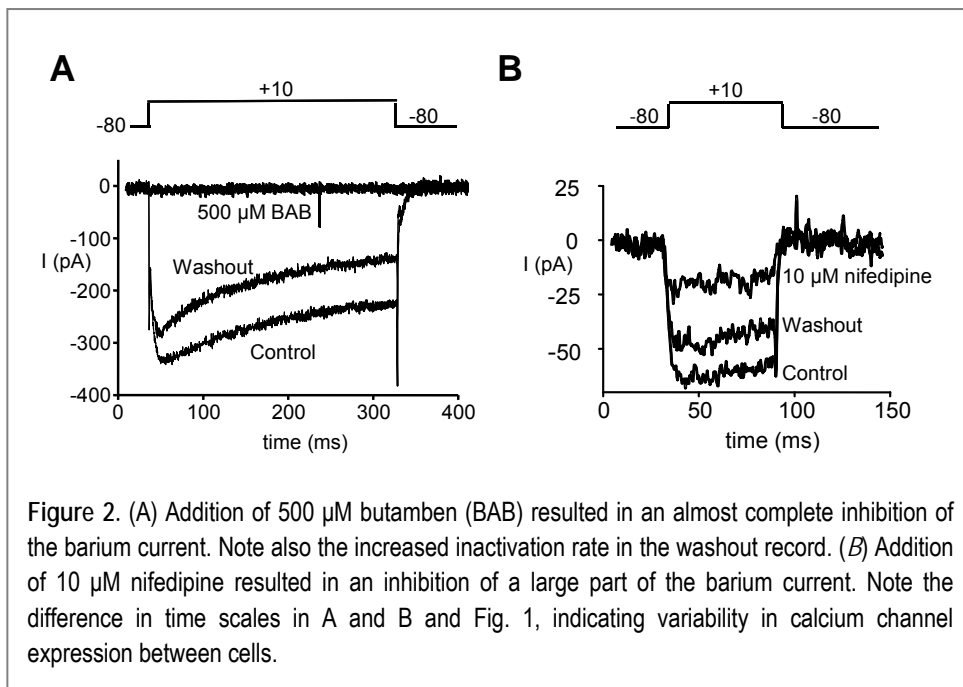 A
B
+10
-80
-80
+10
-80
-80
0
-100
-200
-300
-400
I (pA)
500 µM BAB
Washout
Control
0
100
200
300
400
time (ms)
25
0
-25
-50
I (pA)
10 µM nifedipine
Washout
Control
0
50
100
150
time (ms)
Figure 2. (A) Addition of 500 µM butamben (BAB) resulted in an almost complete inhibition of
the barium current. Note also the increased inactivation rate in the washout record. (B) Addition
of 10 µM nifedipine resulted in an inhibition of a large part of the barium current. Note the
difference in time scales in A and B and Fig. 1, indicating variability in calcium channel
expression between cells.